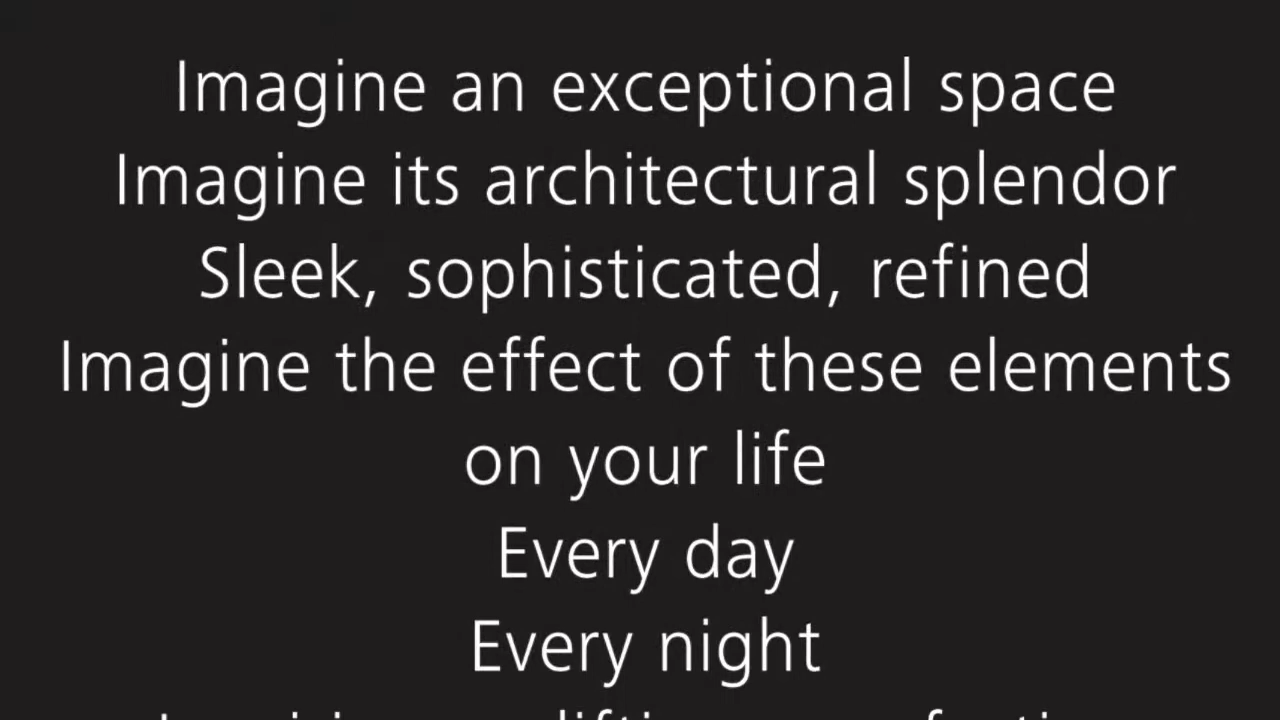 Imagine an exceptional space
Imagine its architectural splendor
Sleek, sophisticated, refined
Imagine the effect of these elements
on your life
Every day
Every night